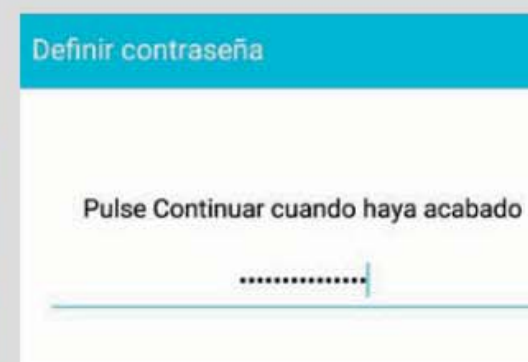 Definir contraseña
Pulse Continuar cuando haya acabado
...............